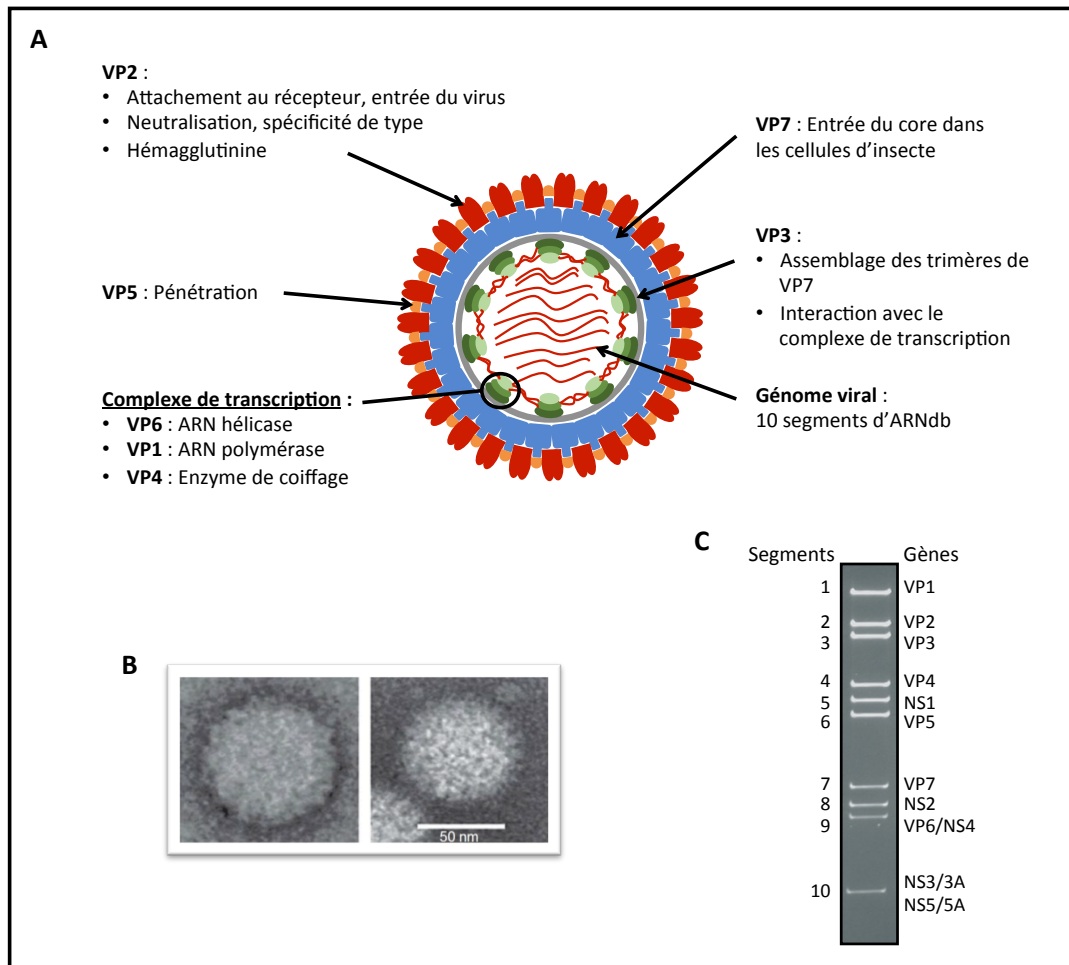 A
VP2 :
• Attachement au récepteur, entrée du virus
• Neutralisation, spécificité de type
• Hémagglutinine
VP7 : Entrée du core dans
les cellules d'insecte
VP3 :
• Assemblage des trimères de
VP7
• Interaction avec le
complexe de transcription
VP5 : Pénétration
Complexe de transcription :
• VP6 : ARN hélicase
• VP1 : ARN polymérase
• VP4 : Enzyme de coiffage
Génome viral :
10 segments d'ARNdb
B
50 nm
C
Segments Gènes
1 VP1
2 VP2
3 VP3
4 VP4
5 NS1
6 VP5
7 VP7
8 NS2
9 VP6/NS4
10 NS3/3A
NS5/5A